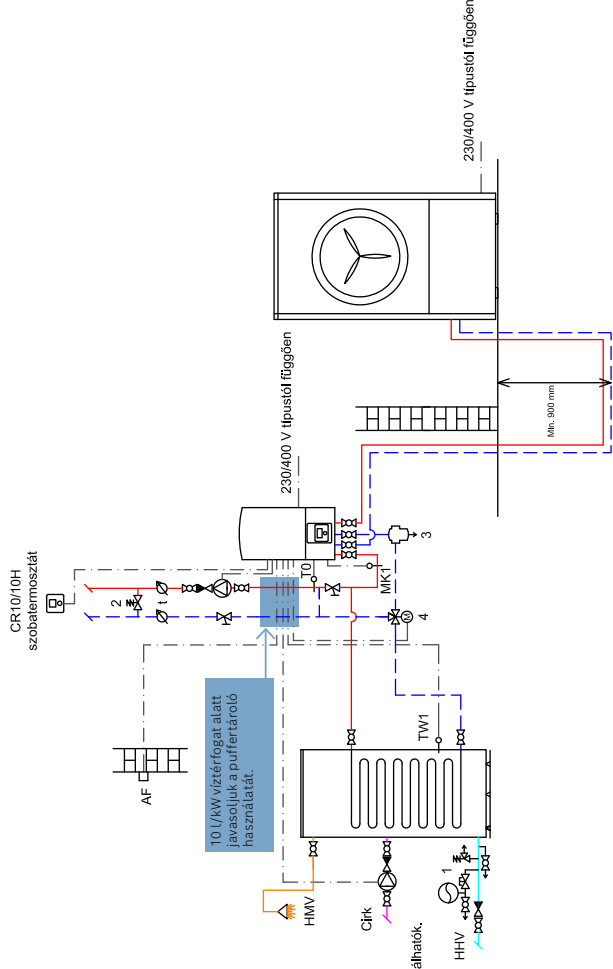 230/400 V típustól függően
Min. 900 mm
230/400 V típustól függően
CR10/10H
szobatermosztát
2
t
T0
MK1
3
M
4
AF
10 l/kW víztérfogat alatt
javasoljuk a puffertároló
használatát.
TW1
HMV
Cirk
1
HHV
álhatók.